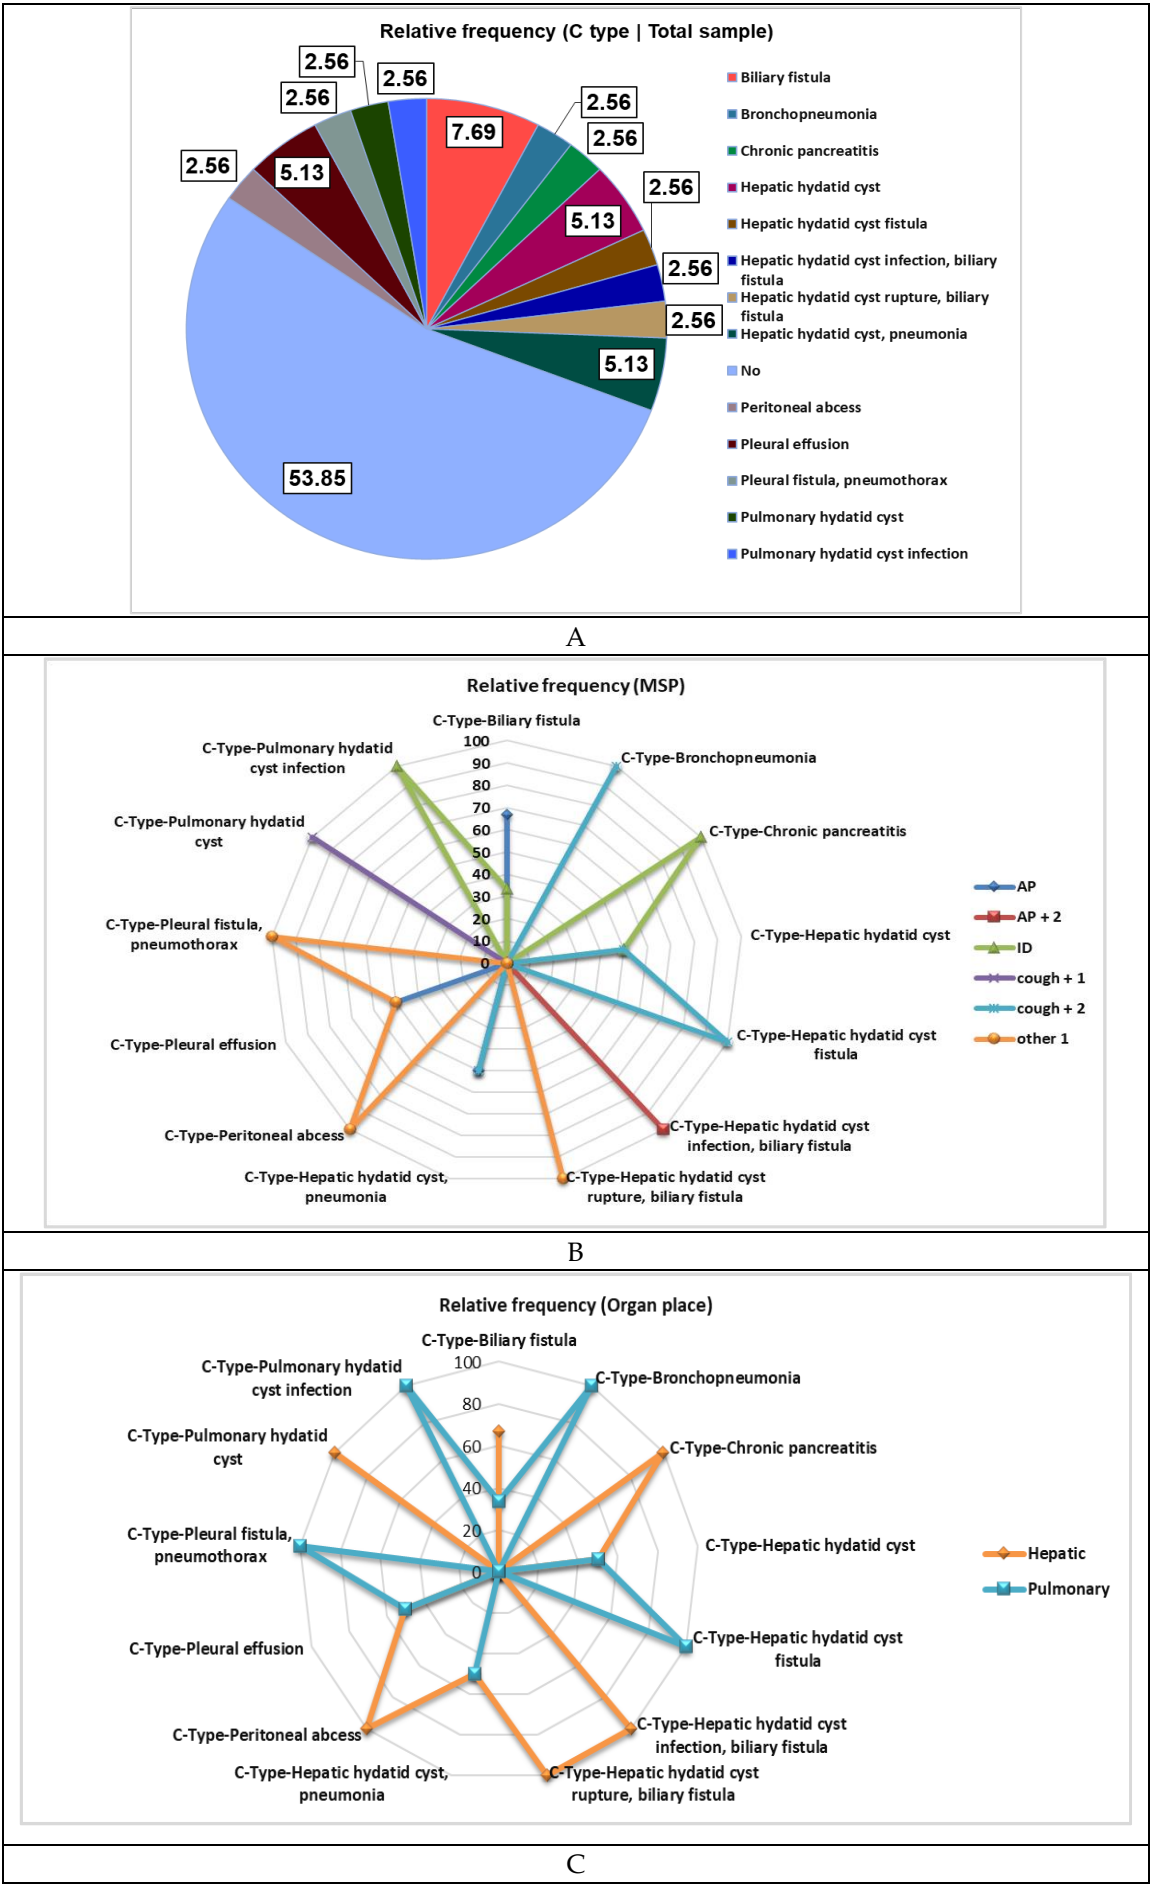 Relative frequency (C type | Total sample)
2.56
2.56
2.56
2.56
5.13
7.69
2.56
2.56
2.56
5.13
2.56
2.56
5.13
53.85
Biliary fistula
Bronchopneumonia
Chronic pancreatitis
Hepatic hydatid cyst
Hepatic hydatid cyst fistula
Hepatic hydatid cyst infection, biliary
fistula
Hepatic hydatid cyst rupture, biliary
fistula
Hepatic hydatid cyst, pneumonia
No
Peritoneal abcess
Pleural effusion
Pleural fistula, pneumothorax
Pulmonary hydatid cyst
Pulmonary hydatid cyst infection
A
Relative frequency (MSP)
C-Type-Biliary fistula
C-Type-Bronchopneumonia
C-Type-Chronic pancreatitis
C-Type-Hepatic hydatid cyst
C-Type-Hepatic hydatid cyst
fistula
C-Type-Hepatic hydatid cyst
infection, biliary fistula
C-Type-Hepatic hydatid cyst
rupture, biliary fistula
C-Type-Hepatic hydatid cyst,
pneumonia
C-Type-Peritoneal abcess
C-Type-Pleural effusion
C-Type-Pleural fistula,
pneumothorax
C-Type-Pulmonary hydatid
cyst
C-Type-Pulmonary hydatid
cyst infection
100
90
80
70
60
50
40
30
20
10
0
AP
AP + 2
ID
cough + 1
cough + 2
other 1
B
Relative frequency (Organ place)
C-Type-Biliary fistula
C-Type-Bronchopneumonia
C-Type-Chronic pancreatitis
C-Type-Hepatic hydatid cyst
C-Type-Hepatic hydatid cyst
fistula
C-Type-Hepatic hydatid cyst
infection, biliary fistula
C-Type-Hepatic hydatid cyst
rupture, biliary fistula
C-Type-Hepatic hydatid cyst,
pneumonia
C-Type-Peritoneal abcess
C-Type-Pleural effusion
C-Type-Pleural fistula,
pneumothorax
C-Type-Pulmonary hydatid
cyst
C-Type-Pulmonary hydatid
cyst infection
100
80
60
40
20
0
Hepatic
Pulmonary
C